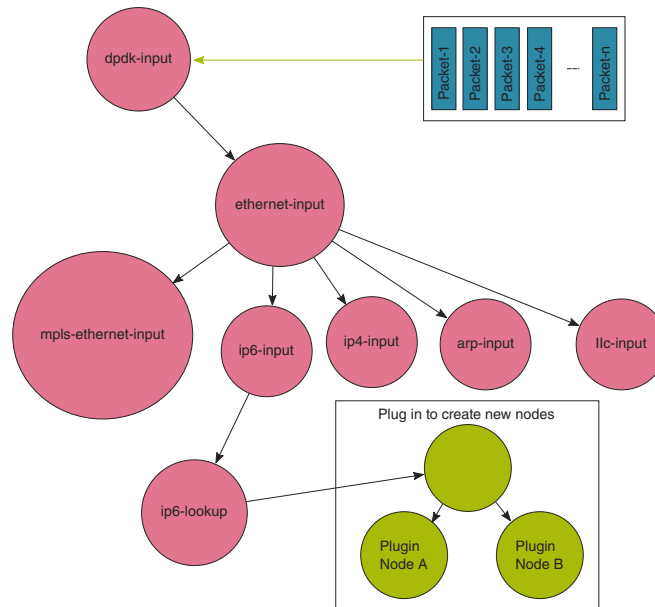 dpdk-input
Packet-1
Packet-2
Packet-3
Packet-4
Packet-n
ethernet-input
mpls-ethernet-input
ip6-input
ip4-input
arp-input
llc-input
Plug in to create new nodes
ip6-lookup
Plugin
Node A
Plugin
Node B